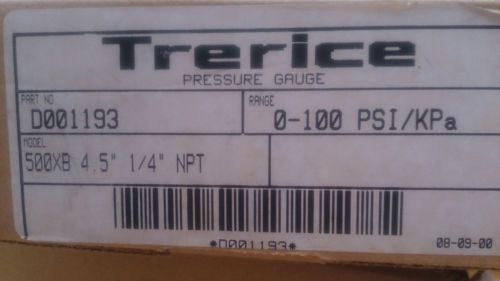 Trerice
PRESSURE GAUGE
PART NO.
D001193
RANGE
0-100 PSI/KPa
MODEL
500XB 4.5" 1/4" NPT
*D001193*
08-09-00